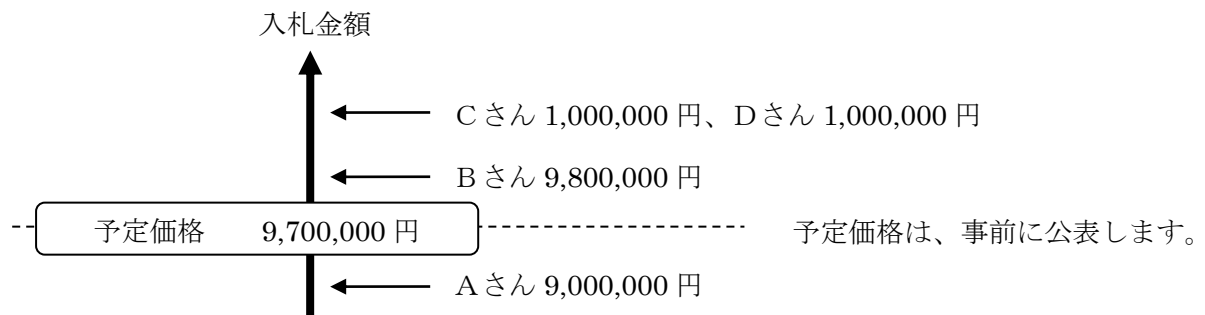 入札金額
Cさん 1,000,000 円、Dさん 1,000,000 円
Bさん 9,800,000 円
予定価格 9,700,000 円
予定価格は、事前に公表します。
Aさん 9,000,000 円